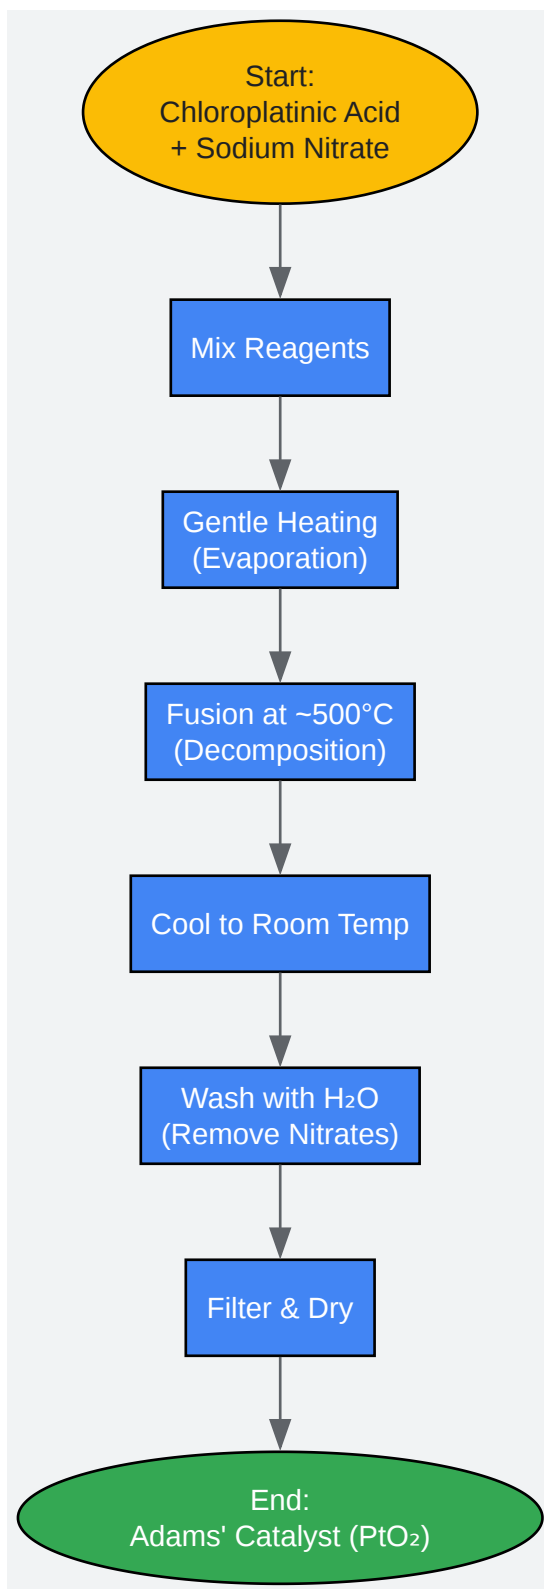 Start:
Chloroplatinic Acid
+ Sodium Nitrate
Mix Reagents
Gentle Heating
(Evaporation)
Fusion at ~500°C
(Decomposition)
Cool to Room Temp
Wash with H₂O
(Remove Nitrates)
Filter & Dry
End:
Adams' Catalyst (PtO₂)